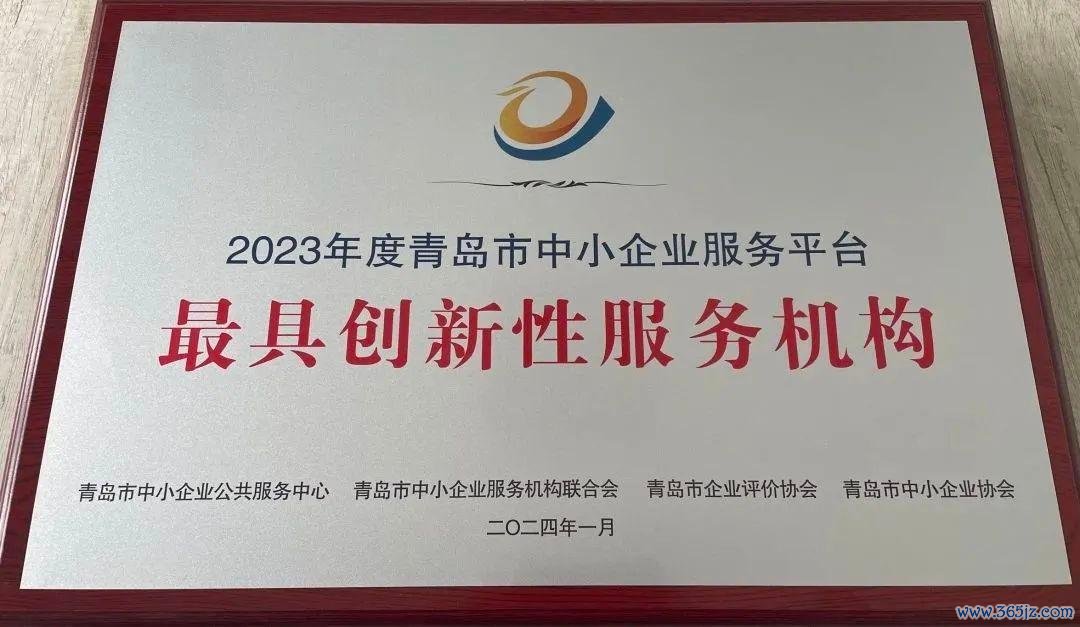 2023年度青岛市中小企业服务平台
最具创新性服务机构
青岛市中小企业公共服务中心 青岛市中小企业服务机构联合会 青岛市企业评价协会 青岛市中小企业协会
二〇二四年一月
www.365jz.com